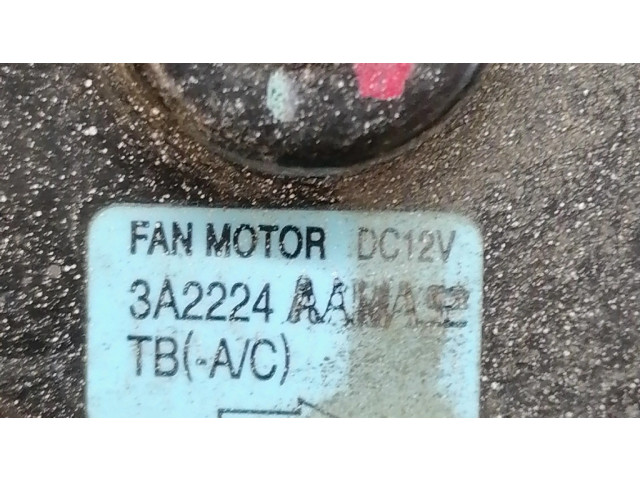 FAN MOTOR DC12V
3A2224
TB(-A/C)